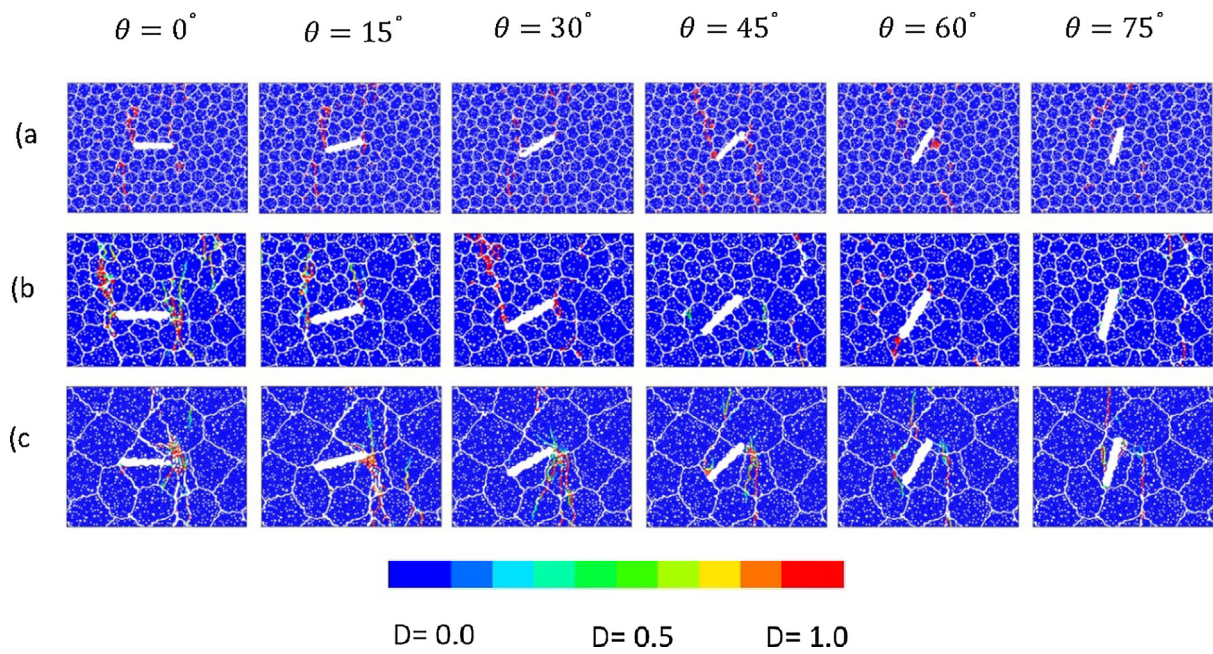 θ = 0° θ = 15° θ = 30° θ = 45° θ = 60° θ = 75°
(a
(b
(c
D= 0.0 D= 0.5 D= 1.0